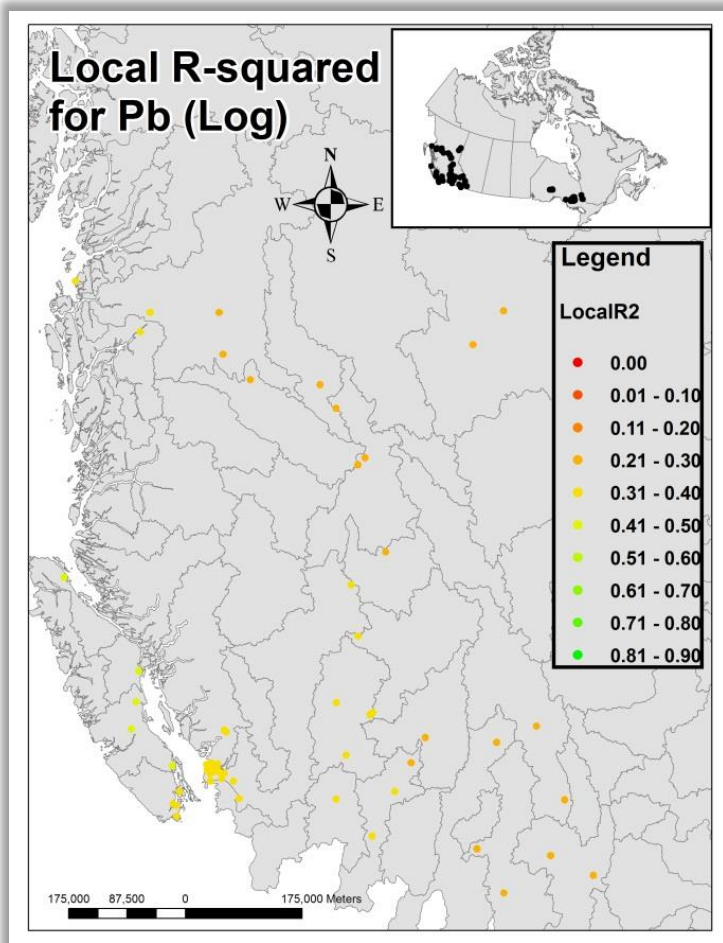 Local R-squared
for Pb (Log)
N
W E
S
Legend
LocalR2
0.00
0.01 - 0.10
0.11 - 0.20
0.21 - 0.30
0.31 - 0.40
0.41 - 0.50
0.51 - 0.60
0.61 - 0.70
0.71 - 0.80
0.81 - 0.90
175,000 87,500 0 175,000 Meters